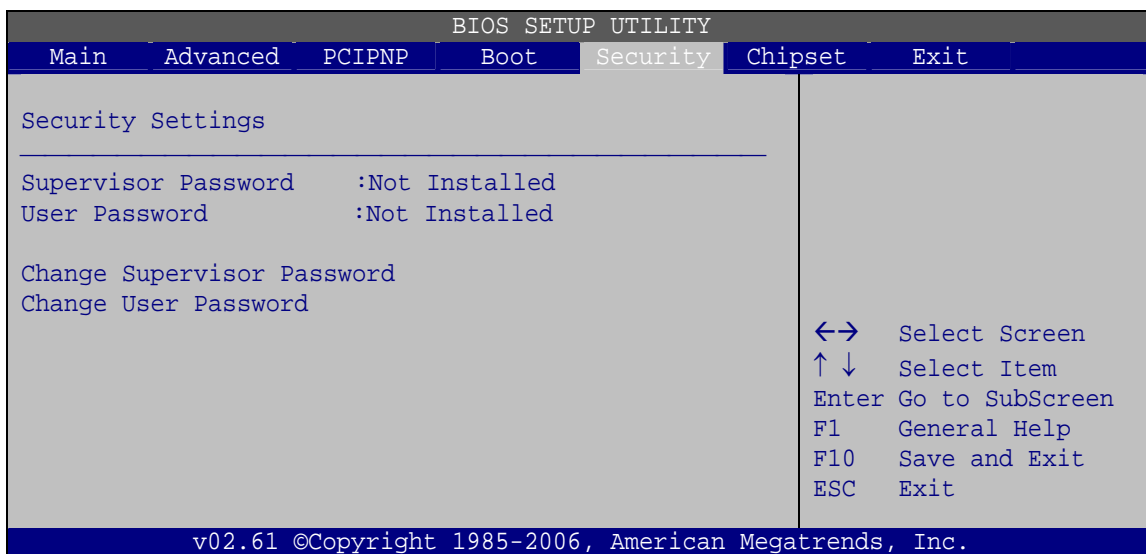 BIOS SETUP UTILITY
Main Advanced PCIPNP Boot Security Chipset Exit
Security Settings
Supervisor Password :Not Installed
User Password :Not Installed
Change Supervisor Password
Change User Password
←→ Select Screen
↑ ↓ Select Item
Enter Go to SubScreen
F1 General Help
F10 Save and Exit
ESC Exit
v02.61 ©Copyright 1985-2006, American Megatrends, Inc.